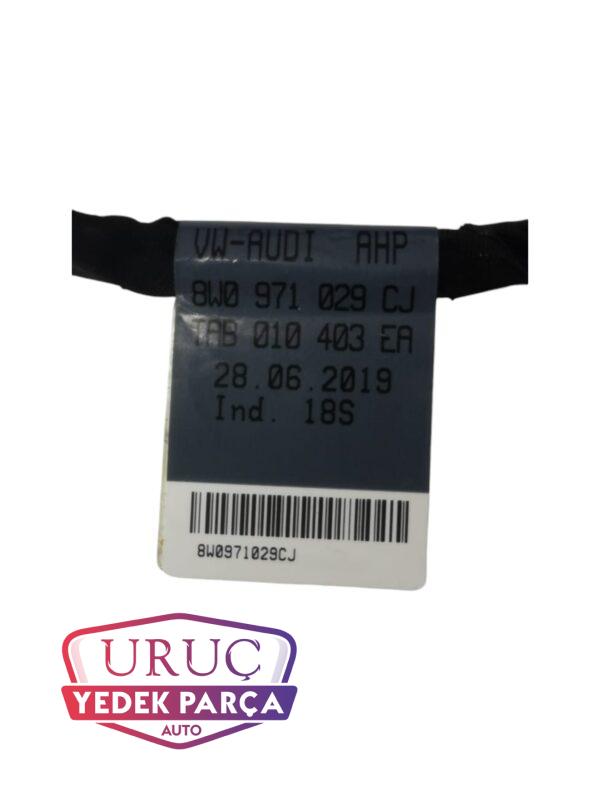 VW-AUDI AHP
8W0 971 029 CJ
TAB 010 403 EA
28.06.2019
Ind. 18S
8W0971029CJ
URUÇ
YEDEK PARÇA
AUTO